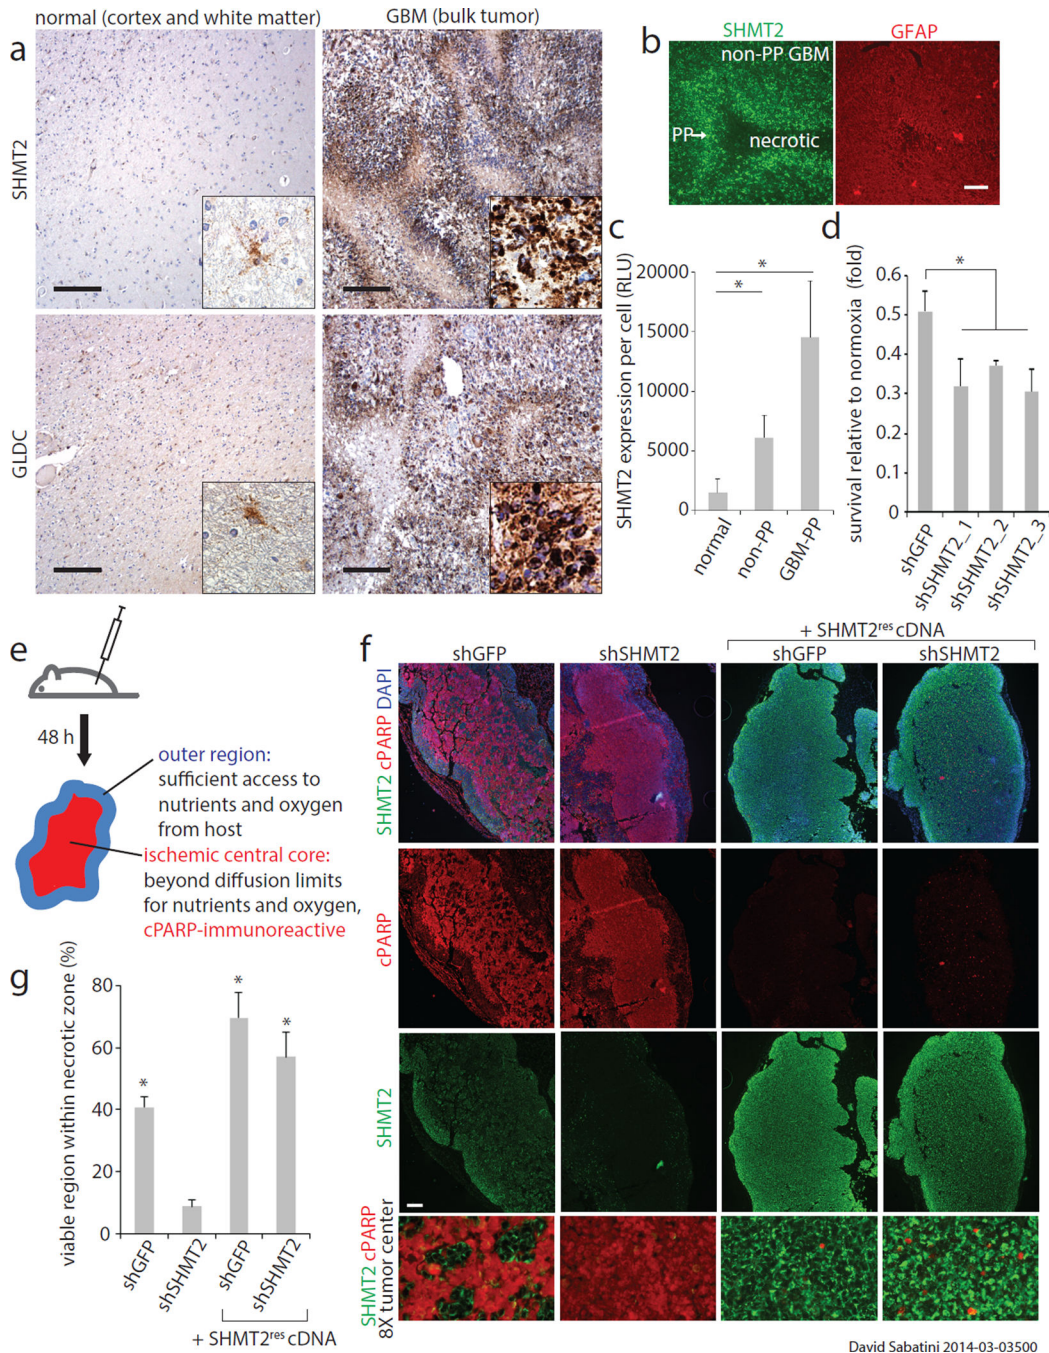 normal (cortex and white matter)
GBM (bulk tumor)
a
SHMT2
GLDC
b
SHMT2
GFAP
non-PP GBM
PP
necrotic
c
SHMT2 expression per cell (RLU)
20000
15000
10000
5000
0
*
*
normal
non-PP
GBM-PP
d
survival relative to normoxia (fold)
0.6
0.5
0.4
0.3
0.2
0.1
0
*
shGFP
shSHMT2_1
shSHMT2_2
shSHMT2_3
e
48 h
outer region:
sufficient access to
nutrients and oxygen
from host
ischemic central core:
beyond diffusion limits
for nutrients and oxygen,
cPARP-immunoreactive
f
+ SHMT2res cDNA
shGFP
shSHMT2
shGFP
shSHMT2
SHMT2 cPARP DAPI
cPARP
SHMT2
SHMT2 cPARP
8X tumor center
g
viable region within necrotic zone (%)
80
60
40
20
0
*
*
*
shGFP
shSHMT2
shGFP
shSHMT2
+ SHMT2res cDNA
David Sabatini 2014-03-03500